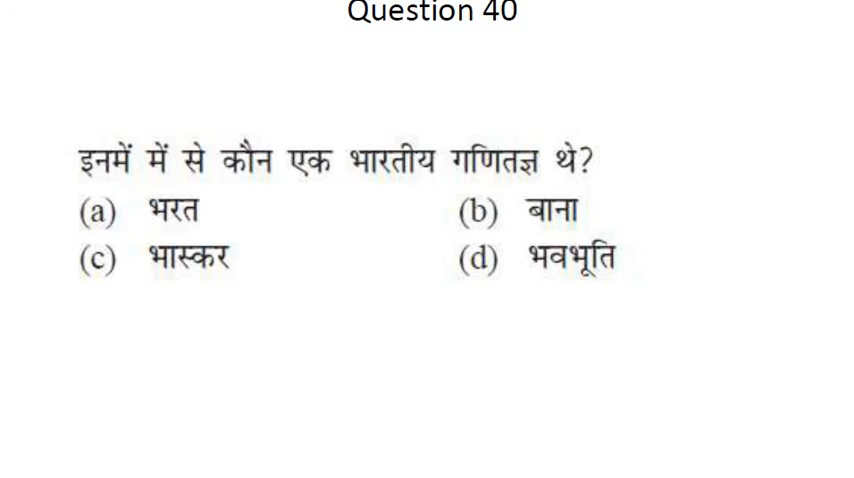 Question 40
इनमें में से कौन एक भारतीय गणितज्ञ थे?
(a) भरत (b) बाना
(c) भास्कर (d) भवभूति